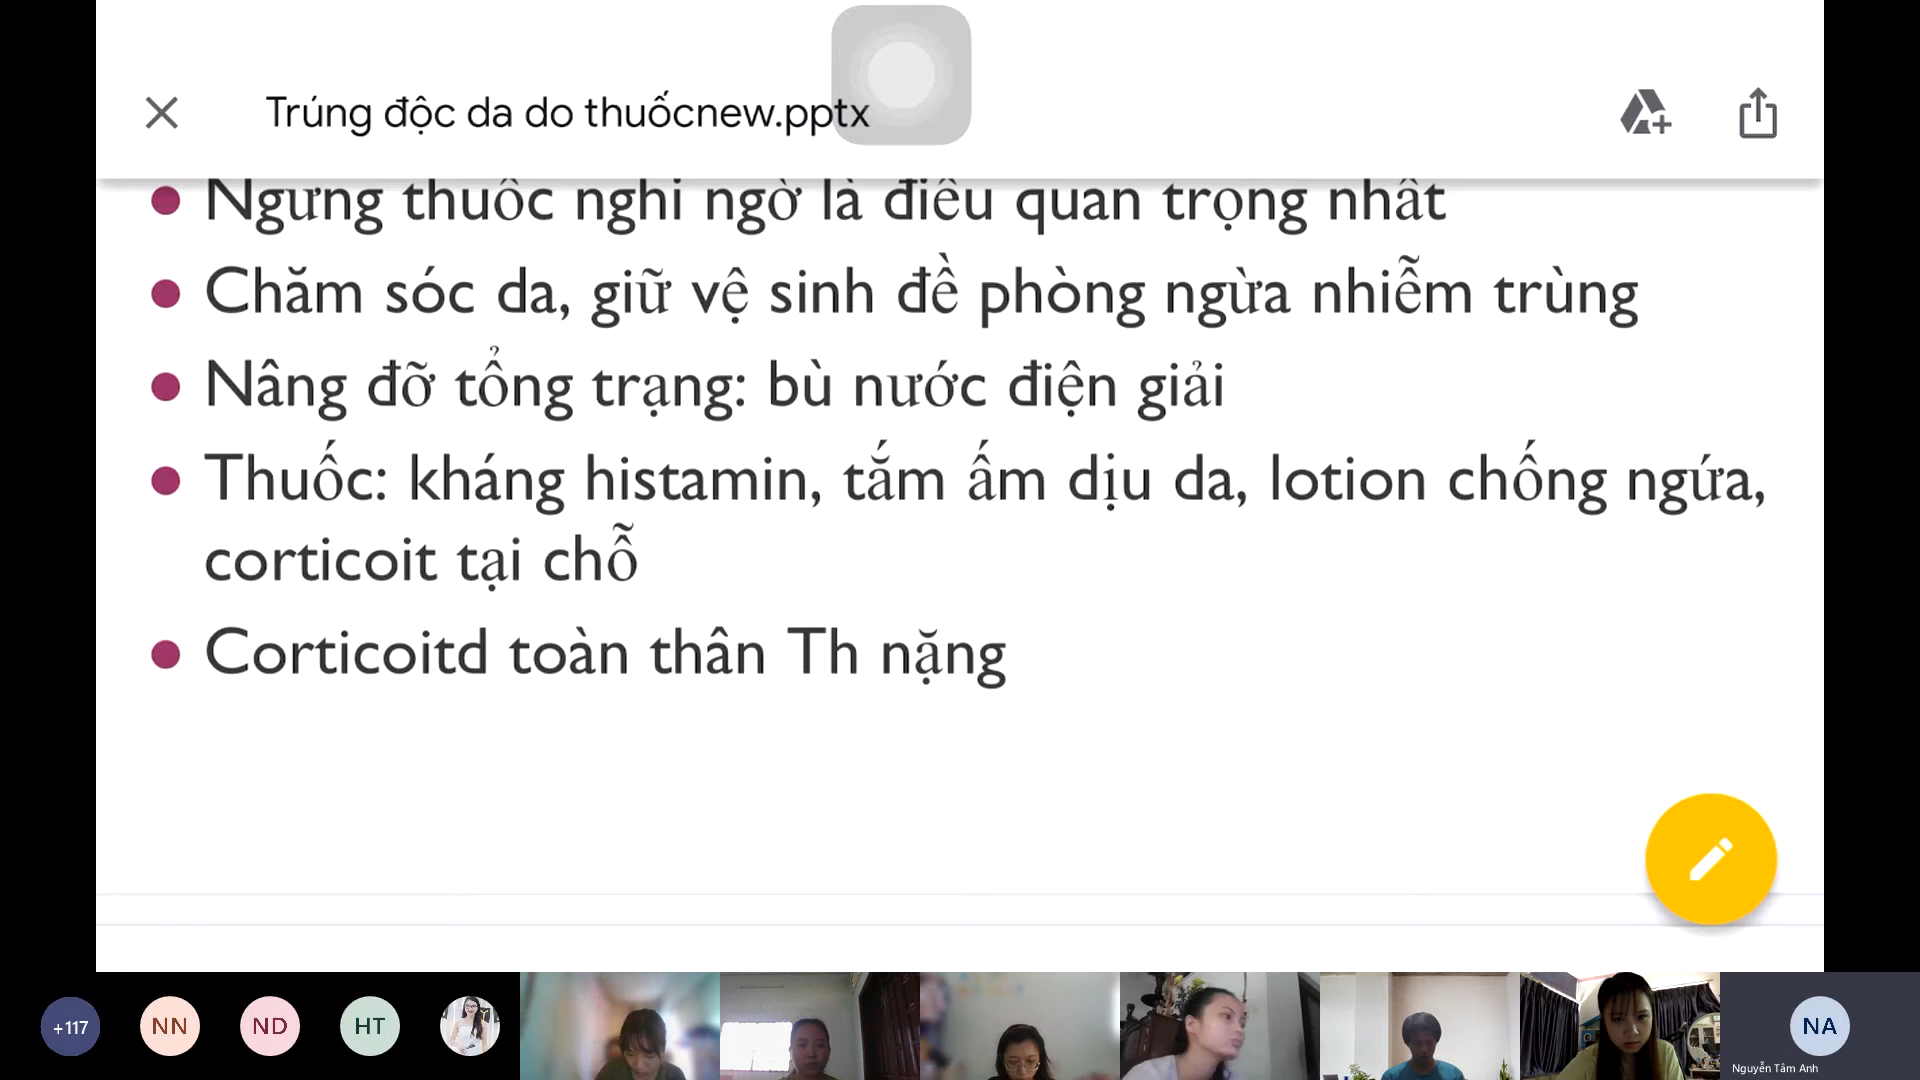 Trúng độc da do thuốcnew.pptx
Ngưng thuốc nghi ngờ là điều quan trọng nhất
Chăm sóc da, giữ vệ sinh đề phòng ngừa nhiễm trùng
Nâng đỡ tổng trạng: bù nước điện giải
Thuốc: kháng histamin, tắm ấm dịu da, lotion chống ngứa,
corticoit tại chỗ
Corticoitd toàn thân Th nặng
+117
NN
ND
HT
NA
Nguyễn Tâm Anh